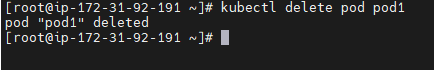 [root@ip-172-31-92-191 ~]# kubectl delete pod pod1
pod "pod1" deleted
[root@ip-172-31-92-191 ~]#